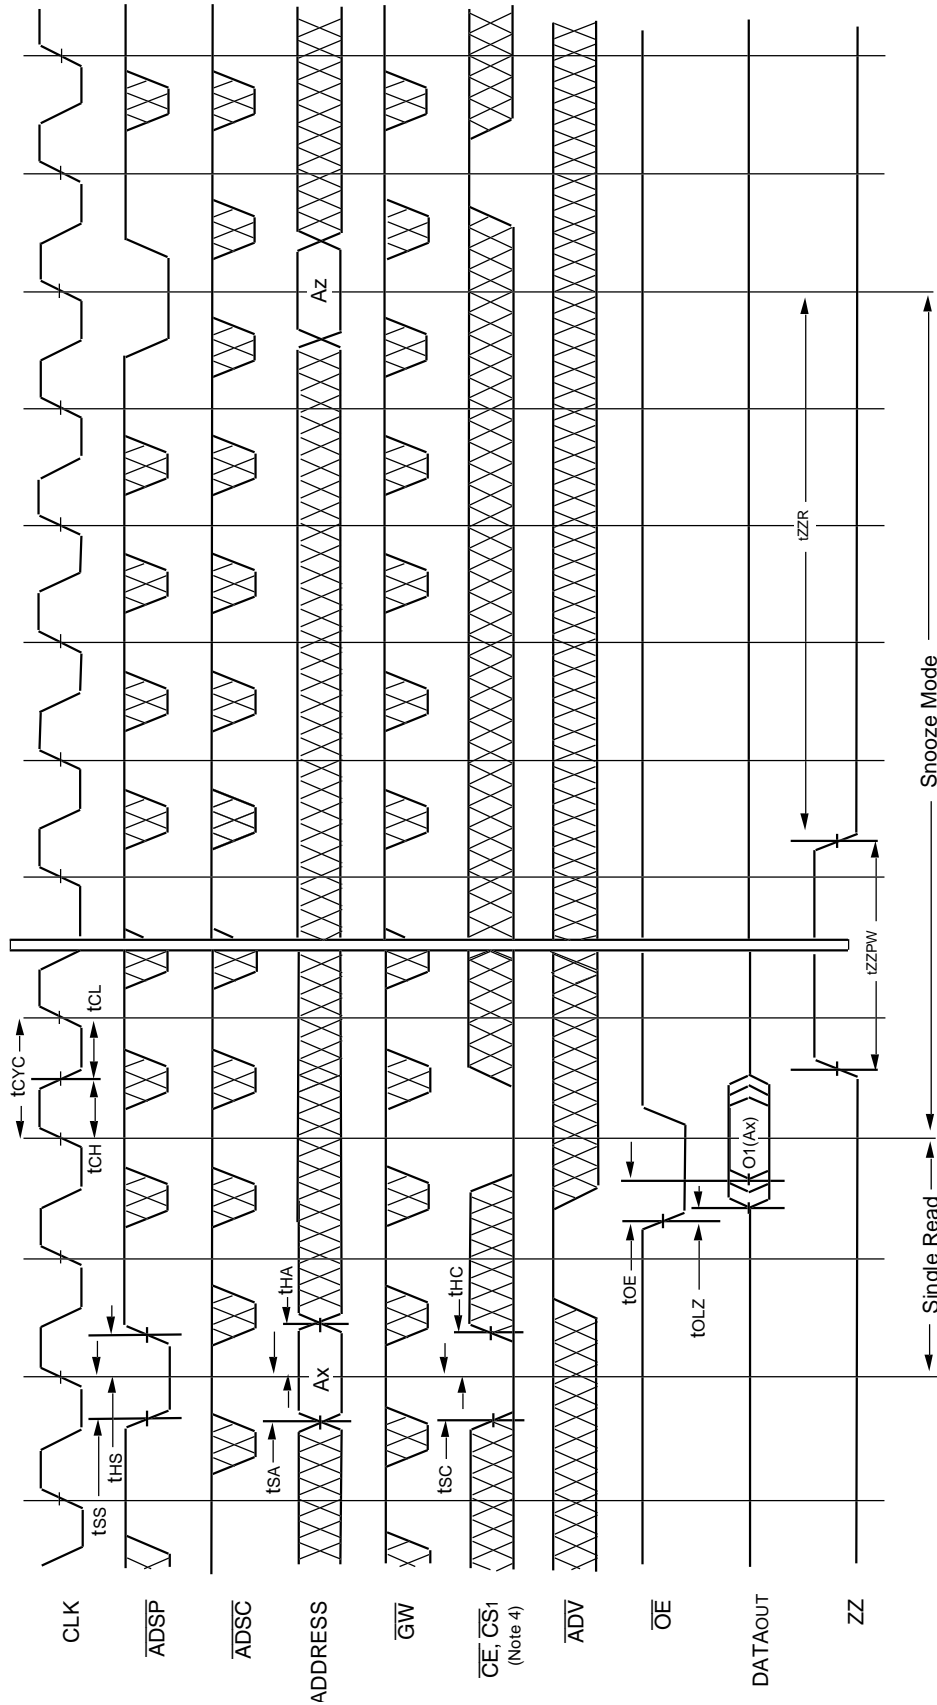 CLK
tSS
tHS
tCH
tCYC
tCL
ADSP
ADSC
ADDRESS
tSA
Ax
tHA
Az
GW
CE, CS1
(Note 4)
tSC
tHC
ADV
OE
tOE
tOLZ
DATAOUT
O1(Ax)
ZZ
tZZPW
tZZR
Single Read
Snooze Mode